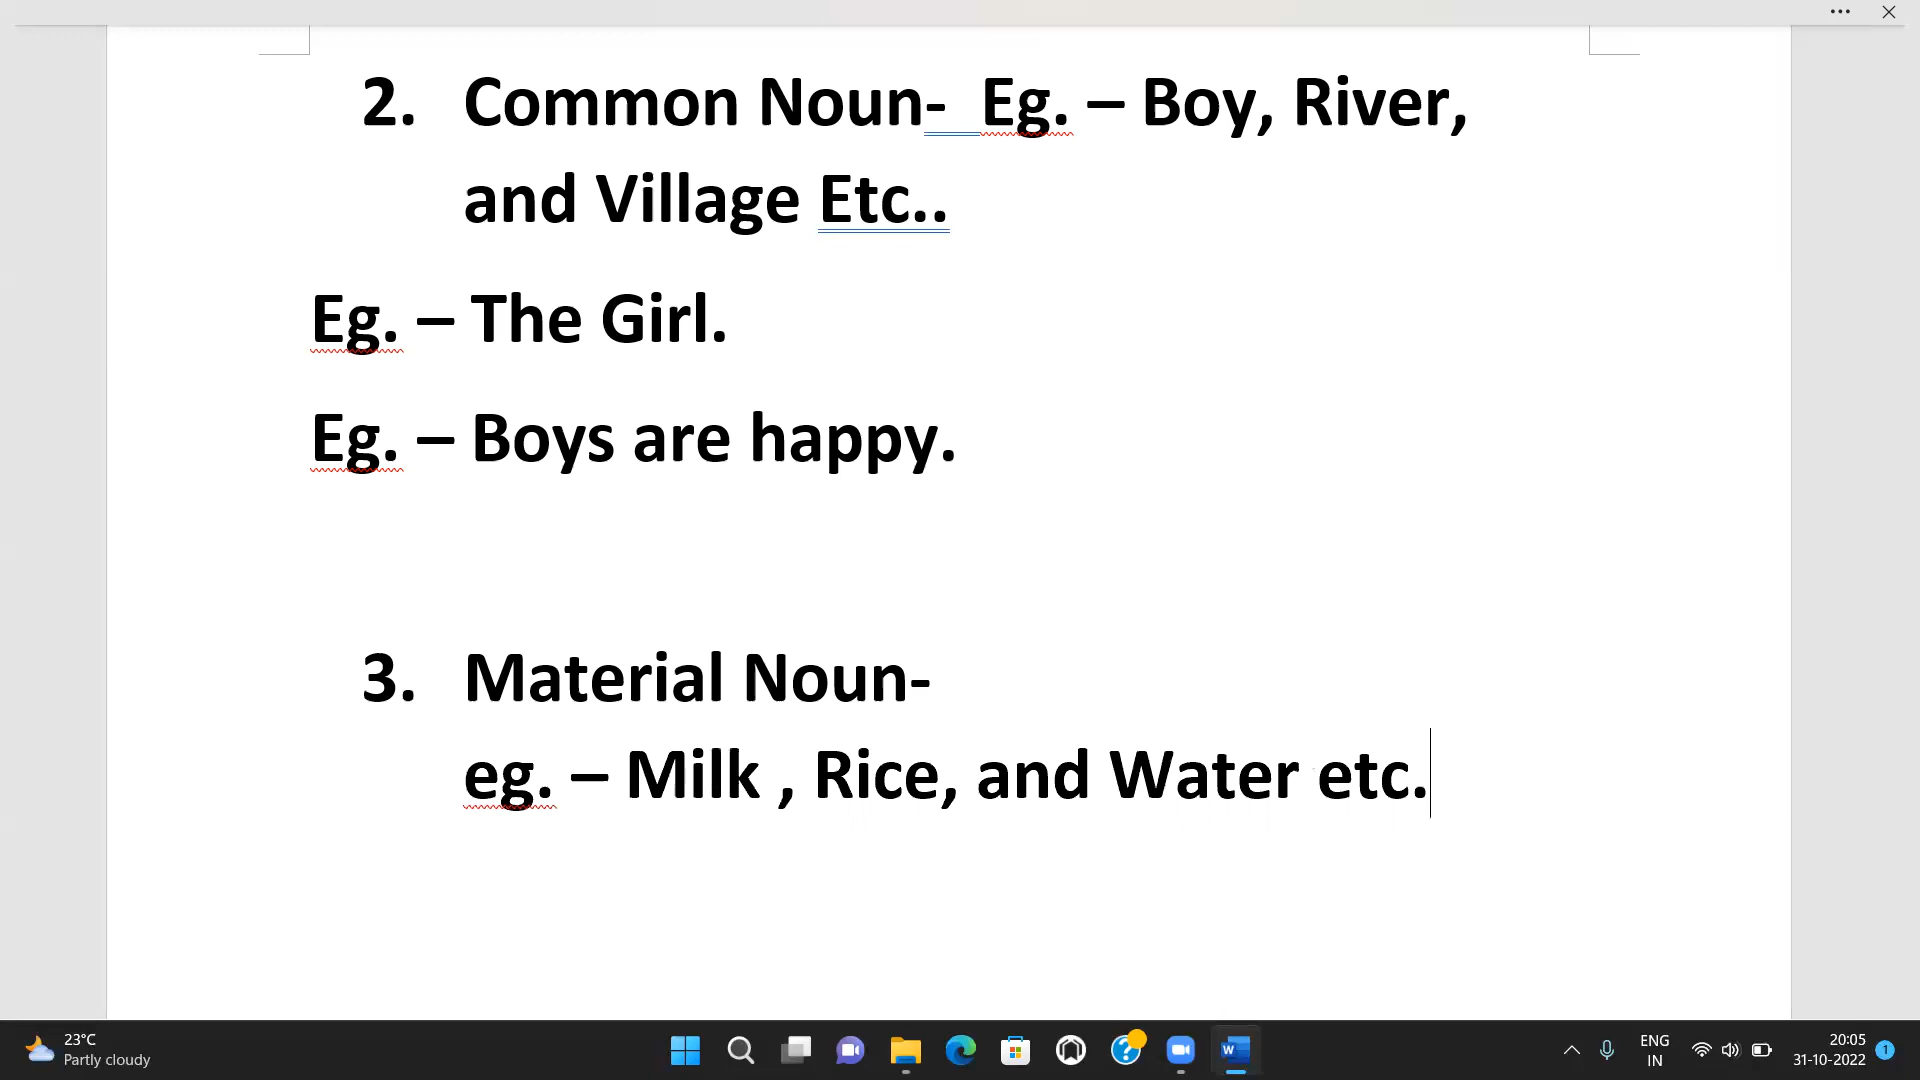 2. Common Noun-  Eg. – Boy, River,
and Village Etc..
Eg. – The Girl.
Eg. – Boys are happy.
3. Material Noun-
eg. – Milk , Rice, and Water etc.
23°C
Partly cloudy
ENG
IN
20:05
31-10-2022
1